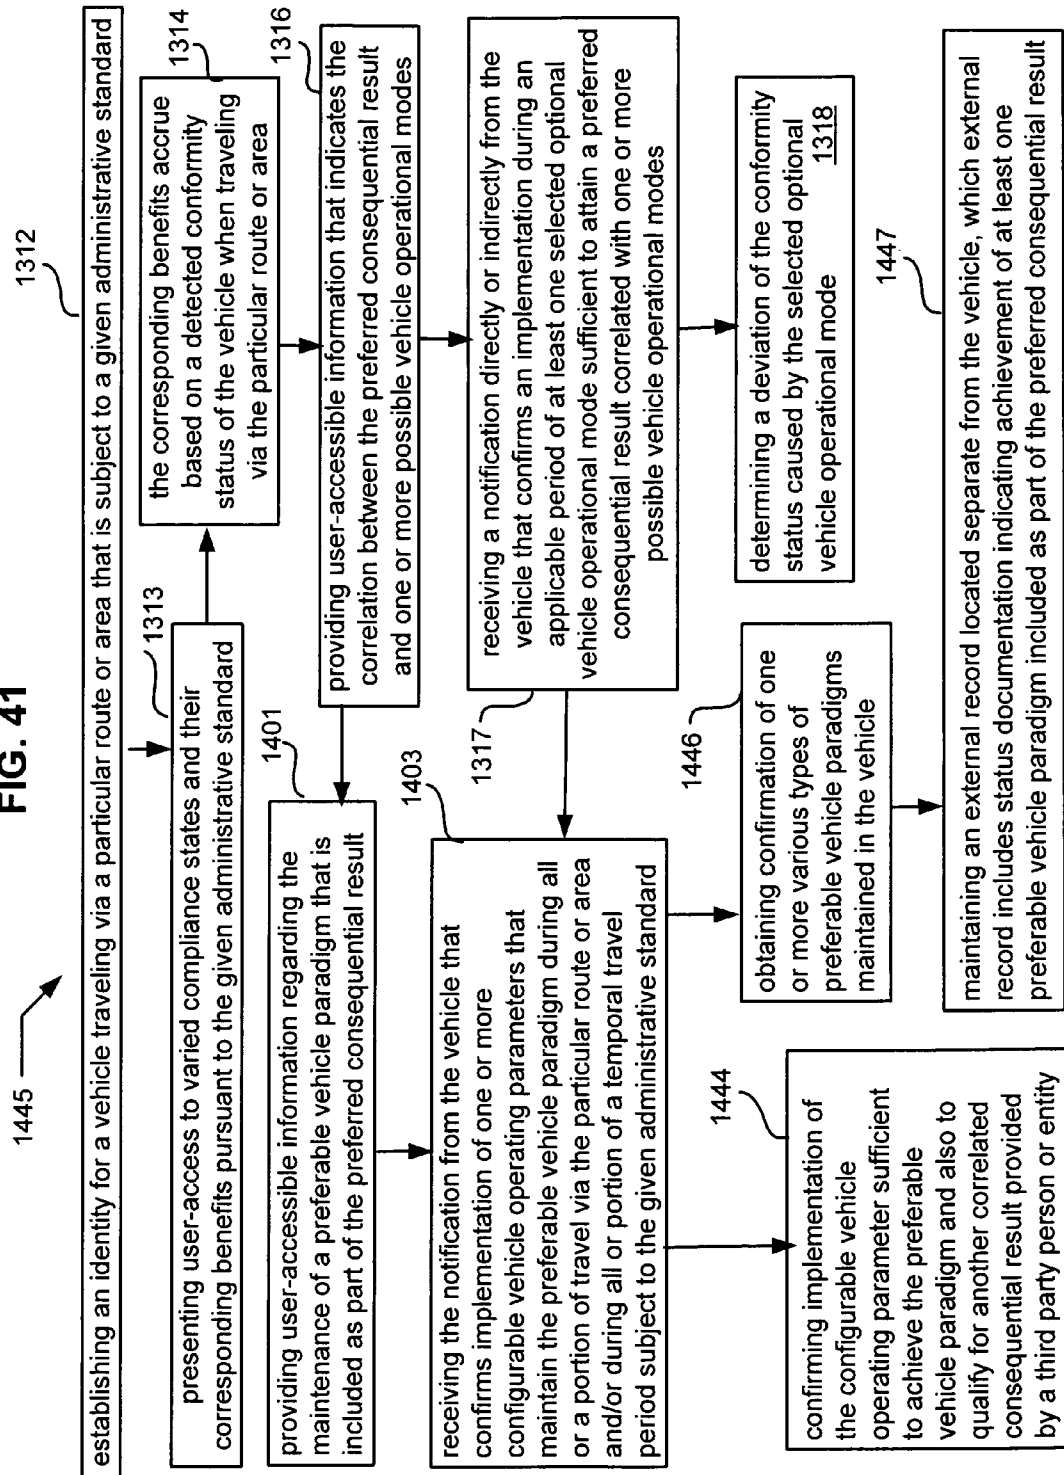 FIG. 41
1445
1312
establishing an identity for a vehicle traveling via a particular route or area that is subject to a given administrative standard
1313
presenting user-access to varied compliance states and their
corresponding benefits pursuant to the given administrative standard
1314
the corresponding benefits accrue
based on a detected conformity
status of the vehicle when traveling
via the particular route or area
1316
providing user-accessible information that indicates the
correlation between the preferred consequential result
and one or more possible vehicle operational modes
1401
providing user-accessible information regarding the
maintenance of a preferable vehicle paradigm that is
included as part of the preferred consequential result
1317
receiving a notification directly or indirectly from the
vehicle that confirms an implementation during an
applicable period of at least one selected optional
vehicle operational mode sufficient to attain a preferred
consequential result correlated with one or more
possible vehicle operational modes
1403
receiving the notification from the vehicle that
confirms implementation of one or more
configurable vehicle operating parameters that
maintain the preferable vehicle paradigm during all
or a portion of travel via the particular route or area
and/or during all or portion of a temporal travel
period subject to the given administrative standard
determining a deviation of the conformity
status caused by the selected optional
vehicle operational mode
1318
1446
obtaining confirmation of one
or more various types of
preferable vehicle paradigms
maintained in the vehicle
1444
confirming implementation of
the configurable vehicle
operating parameter sufficient
to achieve the preferable
vehicle paradigm and also to
qualify for another correlated
consequential result provided
by a third party person or entity
1447
maintaining an external record located separate from the vehicle, which external
record includes status documentation indicating achievement of at least one
preferable vehicle paradigm included as part of the preferred consequential result